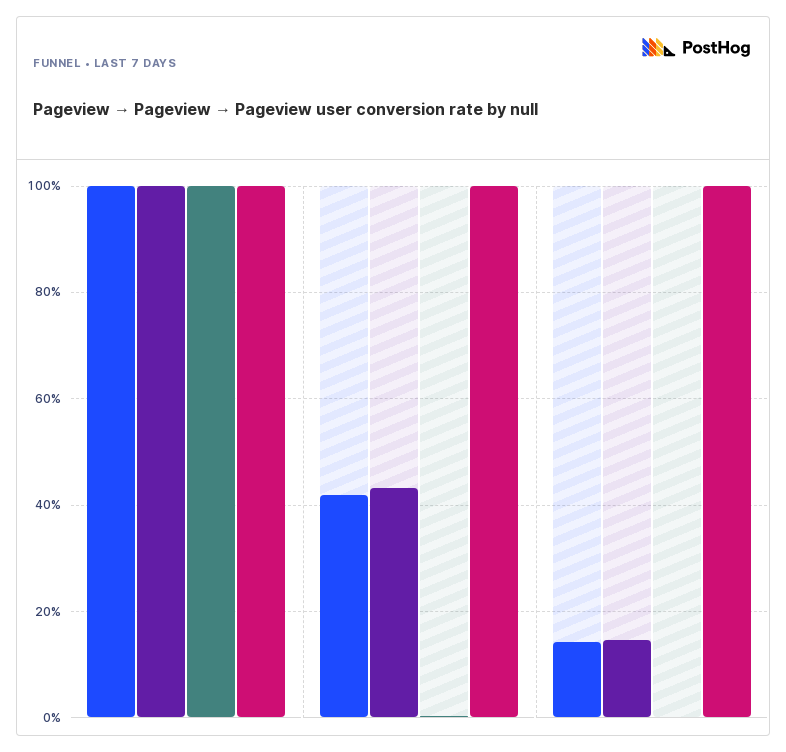 PostHog
FUNNEL • LAST 7 DAYS
Pageview → Pageview → Pageview user conversion rate by null
100%
80%
60%
40%
20%
0%